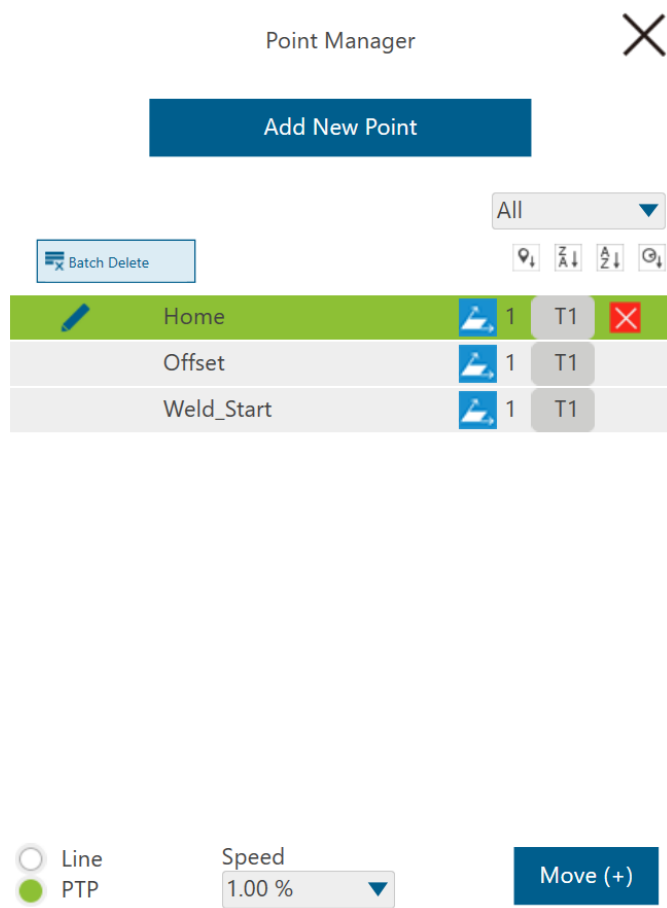 Point Manager
Add New Point
All
Batch Delete
Z A A Z
Home 1 T1
Offset 1 T1
Weld_Start 1 T1
Line
PTP
Speed
1.00 %
Move (+)